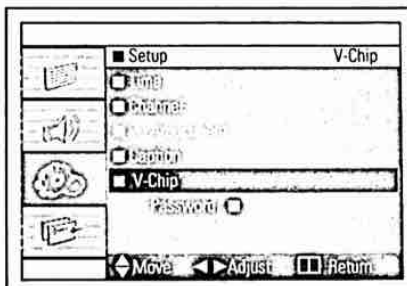 ■ Setup V-Chip
Time
Channel
Caption
■ V-Chip
Password
Move Adjust Return